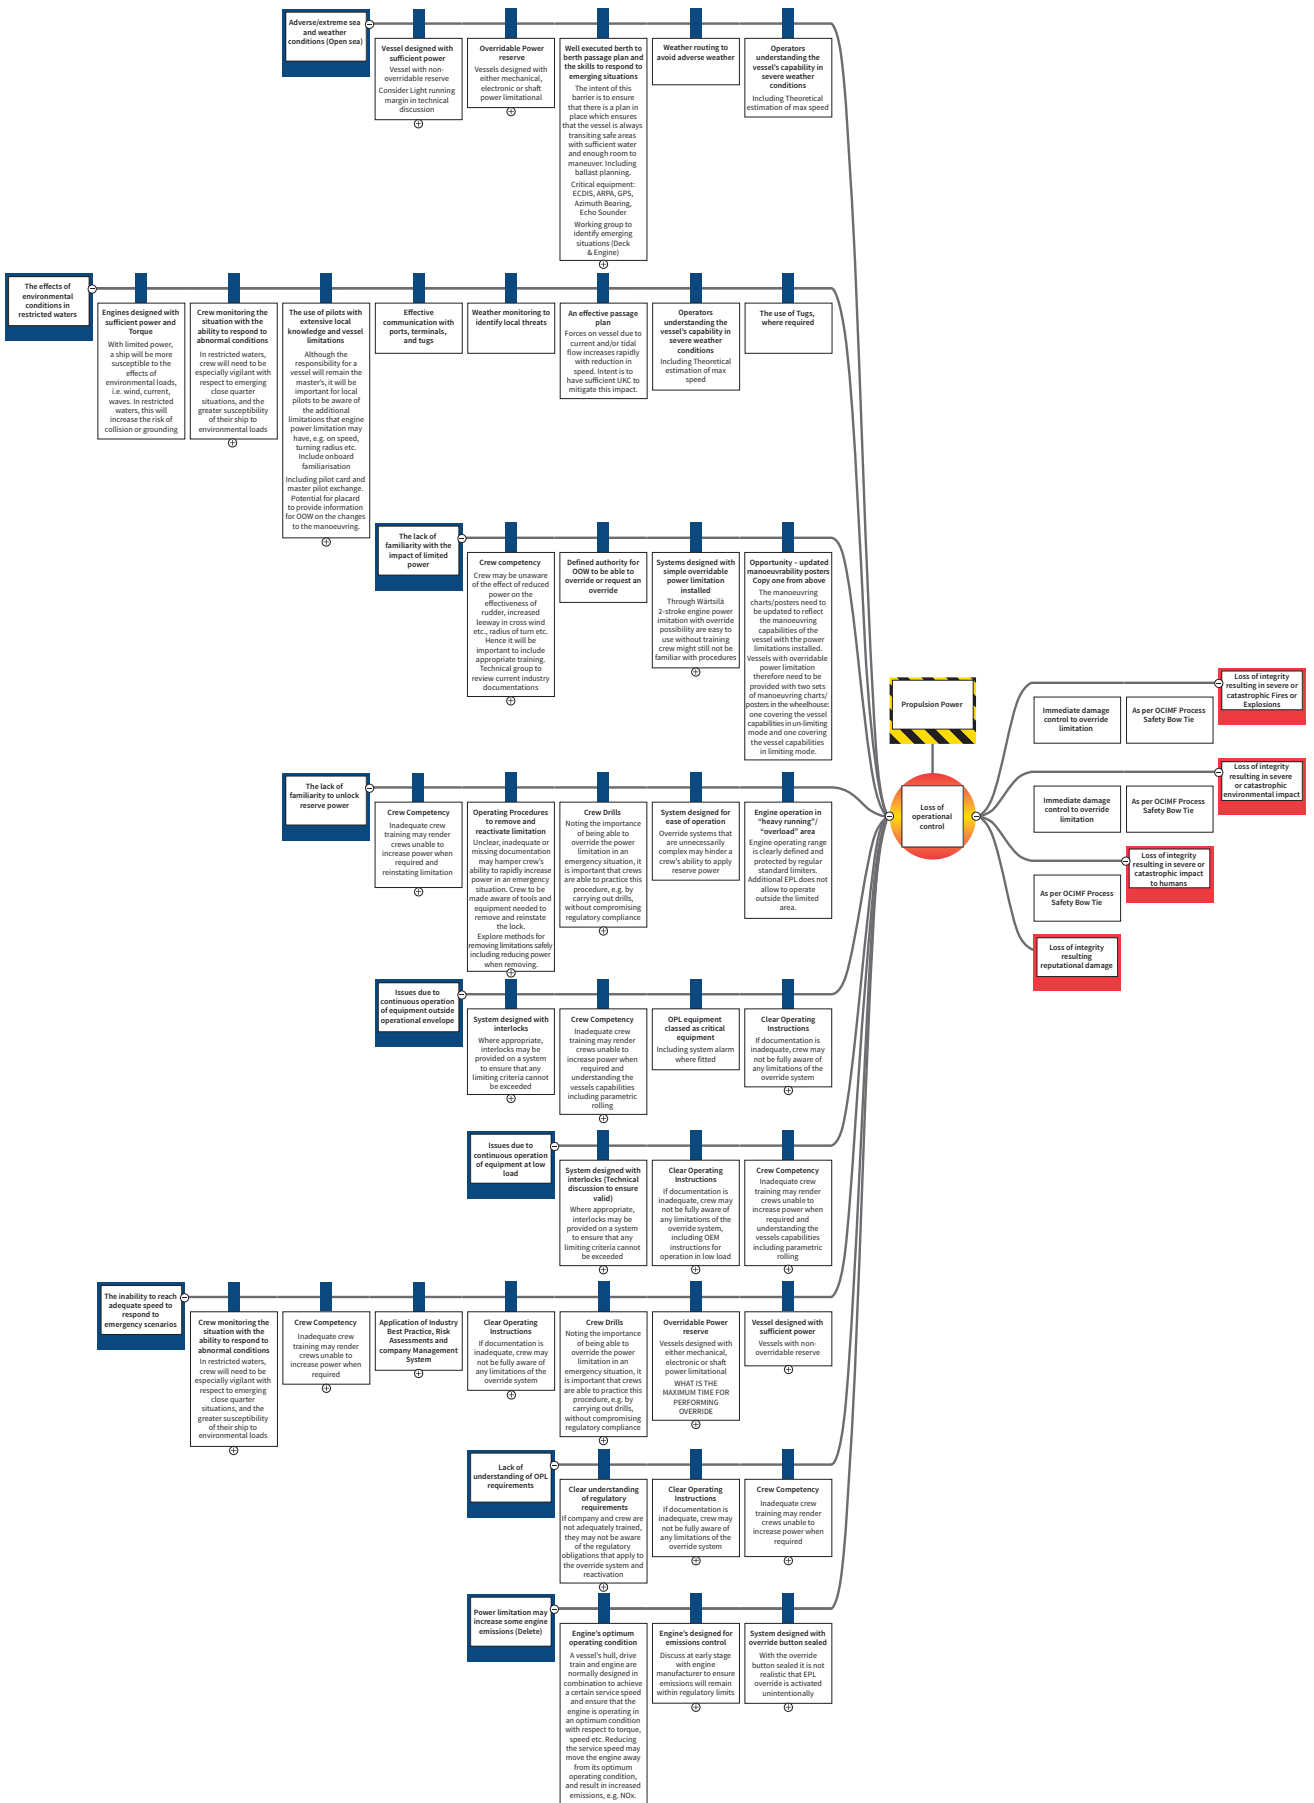 Adverse/extreme sea
and weather
conditions (Open sea)
Vessel designed with
sufficient power
Vessel with non-
overridable reserve
Consider Light running
margin in technical
discussion
Overridable Power
reserve
Vessels designed with
either mechanical,
electronic or shaft
power limitational
Well executed berth to
berth passage plan and
the skills to respond to
emerging situations
The intent of this
barrier is to ensure
that there is a plan in
place which ensures
that the vessel is always
transiting safe areas
with sufficient water
and enough room to
maneuver. Including
ballast planning.
Critical equipment:
ECDIS, ARPA, GPS,
Azimuth Bearing,
Echo Sounder
Working group to
identify emerging
situations (Deck
& Engine)
Weather routing to
avoid adverse weather
Operators
understanding the
vessel's capability in
severe weather
conditions
Including Theoretical
estimation of max speed
The effects of
environmental
conditions in
restricted waters
Engines designed with
sufficient power and
Torque
With limited power,
a ship will be more
susceptible to the
effects of
environmental loads,
i.e. wind, current,
waves. In restricted
waters, this will
increase the risk of
collision or grounding
Crew monitoring the
situation with the
ability to respond to
abnormal conditions
In restricted waters,
crew will need to be
especially vigilant with
respect to emerging
close quarter
situations, and the
greater susceptibility
of their ship to
environmental loads
The use of pilots with
extensive local
knowledge and vessel
limitations
Although the
responsibility for a
vessel will remain the
master's, it will be
important for local
pilots to be aware of
the additional
limitations that engine
power limitation may
have, e.g. on speed,
turning radius etc.
Include onboard
familiarisation
Including pilot card and
master pilot exchange.
Potential for placard
to provide information
for OOW on the changes
to the manoeuvring.
Effective
communication with
ports, terminals,
and tugs
Weather monitoring to
identify local threats
An effective passage
plan
Forces on vessel due to
current and/or tidal
flow increases rapidly
with reduction in
speed. Intent is to
have sufficient UKC to
mitigate this impact.
Operators
understanding the
vessel's capability in
severe weather
conditions
Including Theoretical
estimation of max
speed
The use of Tugs,
where required
The lack of
familiarity with the
impact of limited
power
Crew competency
Crew may be unaware
of the effect of reduced
power on the
effectiveness of
rudder, increased
leeway in cross wind
etc., radius of turn etc.
Hence it will be
important to include
appropriate training.
Technical group to
review current industry
documentations
Defined authority for
OOW to be able to
override or request an
override
Systems designed with
simple overridable
power limitation
installed
Through Wärtsilä
2-stroke engine power
imitation with override
possibility are easy to
use without training
crew might still not be
familiar with procedures
Opportunity – updated
manoeuvrability posters
Copy one from above
The manoeuvring
charts/posters need to
be updated to reflect
the manoeuvring
capabilities of the
vessel with the power
limitations installed.
Vessels with overridable
power limitation
therefore need to be
provided with two sets
of manoeuvring charts/
posters in the wheelhouse:
one covering the vessel
capabilities in un-limiting
mode and one covering
the vessel capabilities
in limiting mode.
Propulsion Power
Loss of
operational
control
Immediate damage
control to override
limitation
As per OCIMF Process
Safety Bow Tie
Loss of integrity
resulting in severe or
catastrophic Fires or
Explosions
Immediate damage
control to override
limitation
As per OCIMF Process
Safety Bow Tie
Loss of integrity
resulting in severe
or catastrophic
environmental impact
As per OCIMF Process
Safety Bow Tie
Loss of integrity
resulting in severe or
catastrophic impact
to humans
Loss of integrity
resulting
reputational damage
The lack of
familiarity to unlock
reserve power
Crew Competency
Inadequate crew
training may render
crews unable to
increase power when
required and
reinstating limitation
Operating Procedures
to remove and
reactivate limitation
Unclear, inadequate or
missing documentation
may hamper crew's
ability to rapidly increase
power in an emergency
situation. Crew to be
made aware of tools and
equipment needed to
remove and reinstate
the lock.
Explore methods for
removing limitations safely
including reducing power
when removing.
Crew Drills
Noting the importance
of being able to
override the power
limitation in an
emergency situation, it
is important that crews
are able to practice this
procedure, e.g. by
carrying out drills,
without compromising
regulatory compliance
System designed for
ease of operation
Override systems that
are unnecessarily
complex may hinder a
crew's ability to apply
reserve power
Engine operation in
“heavy running”/
“overload” area
Engine operating range
is clearly defined and
protected by regular
standard limiters.
Additional EPL does not
allow to operate
outside the limited
area.
Issues due to
continuous operation
of equipment outside
operational envelope
System designed with
interlocks
Where appropriate,
interlocks may be
provided on a system
to ensure that any
limiting criteria cannot
be exceeded
Crew Competency
Inadequate crew
training may render
crews unable to
increase power when
required and
understanding the
vessels capabilities
including parametric
rolling
OPL equipment
classed as critical
equipment
Including system alarm
where fitted
Clear Operating
Instructions
If documentation is
inadequate, crew may
not be fully aware of
any limitations of the
override system
Issues due to
continuous operation
of equipment at low
load
System designed with
interlocks (Technical
discussion to ensure
valid)
Where appropriate,
interlocks may be
provided on a system
to ensure that any
limiting criteria cannot
be exceeded
Clear Operating
Instructions
If documentation is
inadequate, crew may
not be fully aware of
any limitations of the
override system,
including OEM
instructions for
operation in low load
Crew Competency
Inadequate crew
training may render
crews unable to
increase power when
required and
understanding the
vessels capabilities
including parametric
rolling
The inability to reach
adequate speed to
respond to
emergency scenarios
Crew monitoring the
situation with the
ability to respond to
abnormal conditions
In restricted waters,
crew will need to be
especially vigilant with
respect to emerging
close quarter
situations, and the
greater susceptibility
of their ship to
environmental loads
Crew Competency
Inadequate crew
training may render
crews unable to
increase power when
required
Application of Industry
Best Practice, Risk
Assessments and
company Management
System
Clear Operating
Instructions
If documentation is
inadequate, crew may
not be fully aware of
any limitations of the
override system
Crew Drills
Noting the importance
of being able to
override the power
limitation in an
emergency situation, it
is important that crews
are able to practice this
procedure, e.g. by
carrying out drills,
without compromising
regulatory compliance
Overridable Power
reserve
Vessels designed with
either mechanical,
electronic or shaft
power limitational
WHAT IS THE
MAXIMUM TIME FOR
PERFORMING
OVERRIDE
Vessel designed with
sufficient power
Vessels with non-
overridable reserve
Lack of
understanding of OPL
requirements
Clear understanding
of regulatory
requirements
If company and crew are
not adequately trained,
they may not be aware
of the regulatory
obligations that apply to
the override system and
reactivation
Clear Operating
Instructions
If documentation is
inadequate, crew may
not be fully aware of
any limitations of the
override system
Crew Competency
Inadequate crew
training may render
crews unable to
increase power when
required
Power limitation may
increase some engine
emissions (Delete)
Engine's optimum
operating condition
A vessel's hull, drive
train and engine are
normally designed in
combination to achieve
a certain service speed
and ensure that the
engine is operating in
an optimum condition
with respect to torque,
speed etc. Reducing
the service speed may
move the engine away
from its optimum
operating condition,
and result in increased
emissions, e.g. NOx.
Engine's designed for
emissions control
Discuss at early stage
with engine
manufacturer to ensure
emissions will remain
within regulatory limits
System designed with
override button sealed
With the override
button sealed it is not
realistic that EPL
override is activated
unintentionally